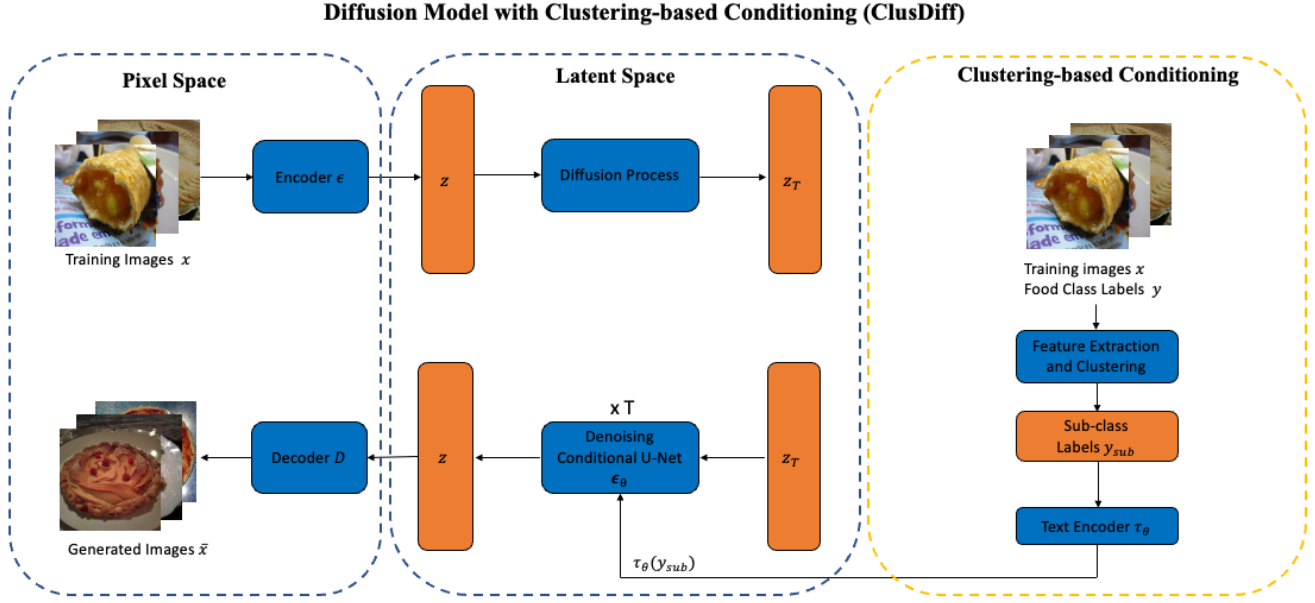 Diffusion Model with Clustering-based Conditioning (ClusDiff)
Pixel Space
Training Images x
Encoder ϵ
Latent Space
z
Diffusion Process
z_T
Clustering-based Conditioning
Training images x
Food Class Labels y
Feature Extraction
and Clustering
Sub-class
Labels y_sub
Text Encoder τ_θ
Generated Images x̄
Decoder D
z
x T
Denoising
Conditional U-Net
ϵ_θ
z_T
τ_θ(y_sub)